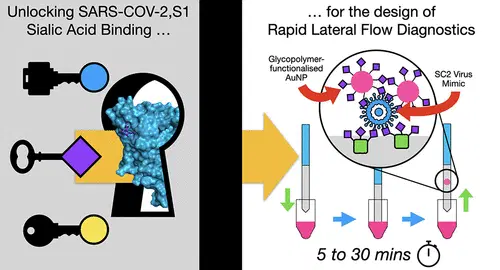 Unlocking SARS-COV-2,S1
Sialic Acid Binding ...
... for the design of
Rapid Lateral Flow Diagnostics
Glycopolymer-
functionalised
AuNP
SC2 Virus
Mimic
5 to 30 mins